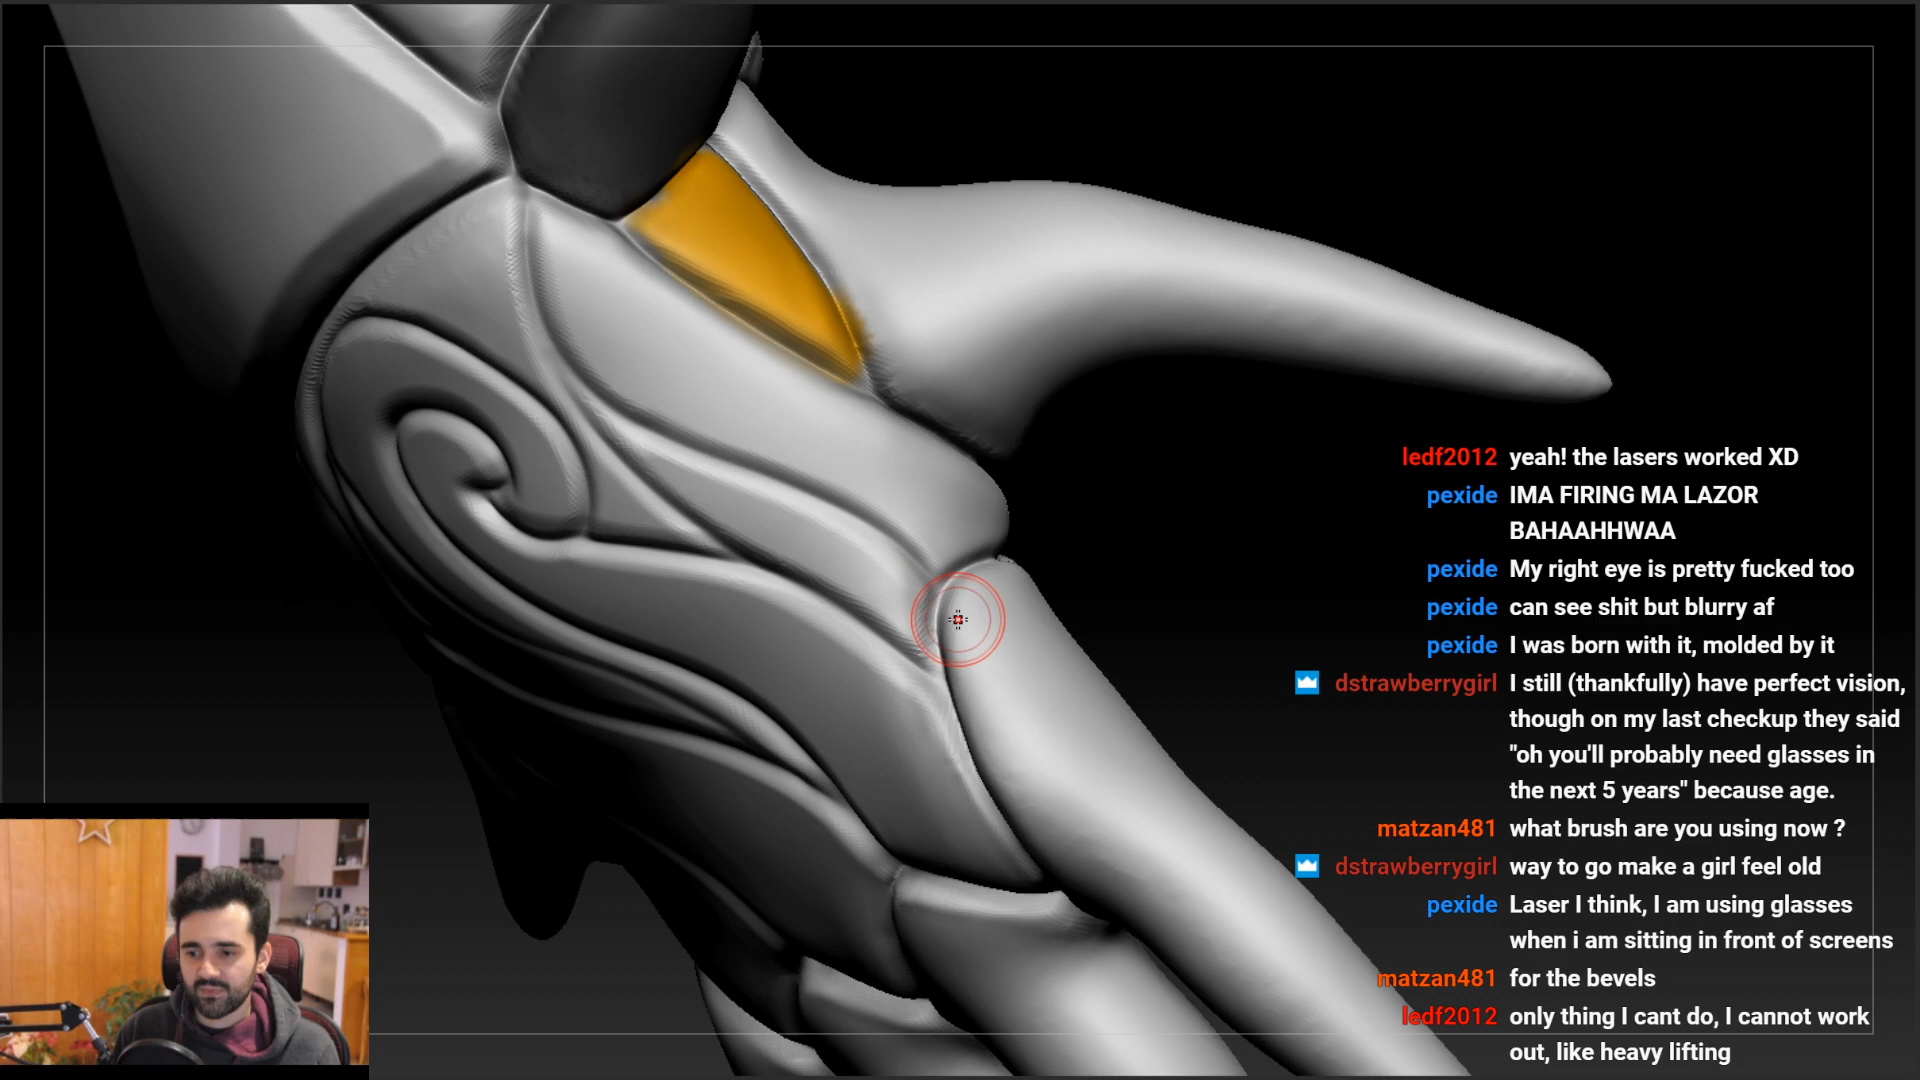 ledf2012 yeah! the lasers worked XD
pexide IMA FIRING MA LAZOR
BAHAAHHWAA
pexide My right eye is pretty fucked too
pexide can see shit but blurry af
pexide I was born with it, molded by it
dstrawberrygirl I still (thankfully) have perfect vision,
though on my last checkup they said
"oh you'll probably need glasses in
the next 5 years" because age.
matzan481 what brush are you using now ?
dstrawberrygirl way to go make a girl feel old
pexide Laser I think, I am using glasses
when i am sitting in front of screens
matzan481 for the bevels
ledf2012 only thing I cant do, I cannot work
out, like heavy lifting